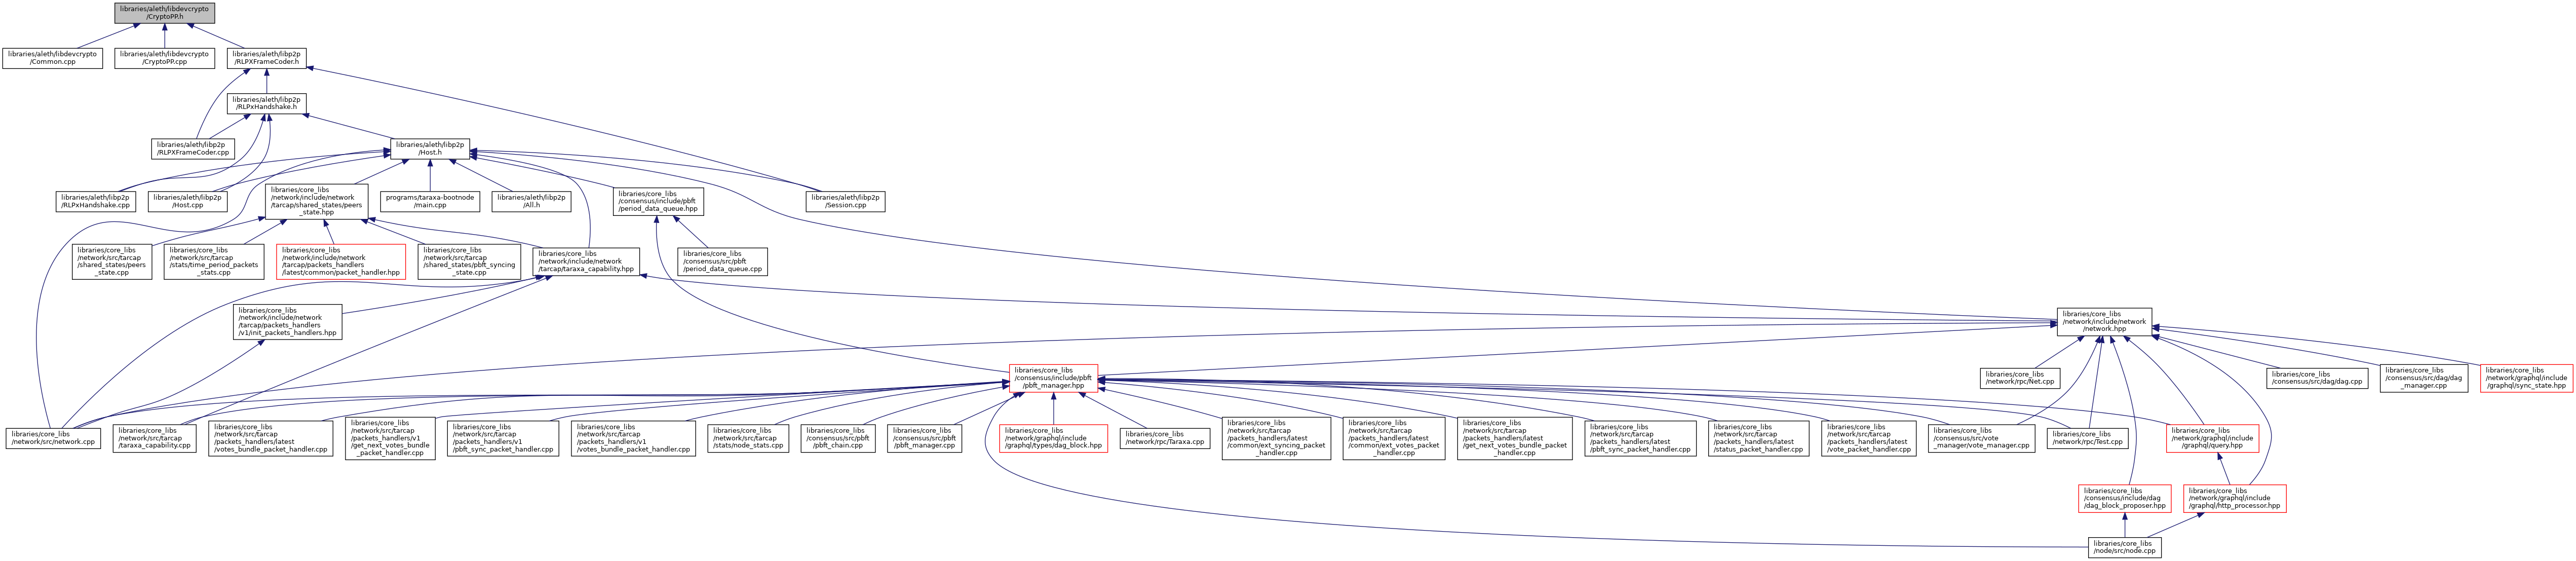 libraries/aleth/libdevcrypto
/CryptoPP.h
libraries/aleth/libdevcrypto
/Common.cpp
libraries/aleth/libdevcrypto
/CryptoPP.cpp
libraries/aleth/libp2p
/RLPXFrameCoder.h
libraries/aleth/libp2p
/RLPxHandshake.h
libraries/aleth/libp2p
/RLPXFrameCoder.cpp
libraries/aleth/libp2p
/Host.h
libraries/aleth/libp2p
/RLPxHandshake.cpp
libraries/aleth/libp2p
/Host.cpp
libraries/core_libs
/network/include/network
/tarcap/shared_states/peers
_state.hpp
programs/taraxa-bootnode
/main.cpp
libraries/aleth/libp2p
/All.h
libraries/core_libs
/consensus/include/pbft
/period_data_queue.hpp
libraries/aleth/libp2p
/Session.cpp
libraries/core_libs
/network/src/tarcap
/shared_states/peers
_state.cpp
libraries/core_libs
/network/src/tarcap
/stats/time_period_packets
_stats.cpp
libraries/core_libs
/network/include/network
/tarcap/packets_handlers
/latest/common/packet_handler.hpp
libraries/core_libs
/network/src/tarcap
/shared_states/pbft_syncing
_state.cpp
libraries/core_libs
/network/include/network
/tarcap/taraxa_capability.hpp
libraries/core_libs
/consensus/src/pbft
/period_data_queue.cpp
libraries/core_libs
/network/include/network
/tarcap/packets_handlers
/v1/init_packets_handlers.hpp
libraries/core_libs
/network/include/network
/network.hpp
libraries/core_libs
/consensus/include/pbft
/pbft_manager.hpp
libraries/core_libs
/network/rpc/Net.cpp
libraries/core_libs
/consensus/src/dag/dag.cpp
libraries/core_libs
/consensus/src/dag/dag
_manager.cpp
libraries/core_libs
/network/graphql/include
/graphql/sync_state.hpp
libraries/core_libs
/network/src/network.cpp
libraries/core_libs
/network/src/tarcap
/taraxa_capability.cpp
libraries/core_libs
/network/src/tarcap
/packets_handlers/latest
/votes_bundle_packet_handler.cpp
libraries/core_libs
/network/src/tarcap
/packets_handlers/v1
/get_next_votes_bundle
_packet_handler.cpp
libraries/core_libs
/network/src/tarcap
/packets_handlers/v1
/pbft_sync_packet_handler.cpp
libraries/core_libs
/network/src/tarcap
/packets_handlers/v1
/votes_bundle_packet_handler.cpp
libraries/core_libs
/network/src/tarcap
/stats/node_stats.cpp
libraries/core_libs
/consensus/src/pbft
/pbft_chain.cpp
libraries/core_libs
/consensus/src/pbft
/pbft_manager.cpp
libraries/core_libs
/network/graphql/include
/graphql/types/dag_block.hpp
libraries/core_libs
/network/rpc/Taraxa.cpp
libraries/core_libs
/network/src/tarcap
/packets_handlers/latest
/common/ext_syncing_packet
_handler.cpp
libraries/core_libs
/network/src/tarcap
/packets_handlers/latest
/common/ext_votes_packet
_handler.cpp
libraries/core_libs
/network/src/tarcap
/packets_handlers/latest
/get_next_votes_bundle_packet
_handler.cpp
libraries/core_libs
/network/src/tarcap
/packets_handlers/latest
/pbft_sync_packet_handler.cpp
libraries/core_libs
/network/src/tarcap
/packets_handlers/latest
/status_packet_handler.cpp
libraries/core_libs
/network/src/tarcap
/packets_handlers/latest
/vote_packet_handler.cpp
libraries/core_libs
/consensus/src/vote
_manager/vote_manager.cpp
libraries/core_libs
/network/rpc/Test.cpp
libraries/core_libs
/network/graphql/include
/graphql/query.hpp
libraries/core_libs
/consensus/include/dag
/dag_block_proposer.hpp
libraries/core_libs
/network/graphql/include
/graphql/http_processor.hpp
libraries/core_libs
/node/src/node.cpp